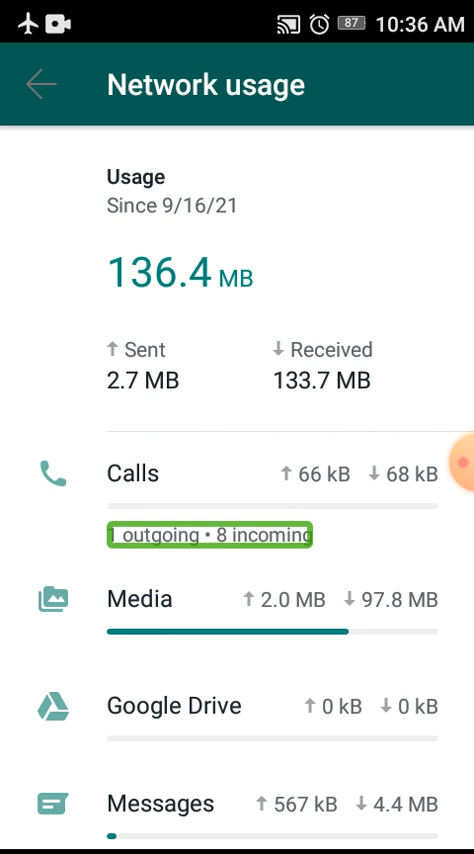 87 10:36 AM
Network usage
Usage
Since 9/16/21
136.4 MB
Sent Received
2.7 MB 133.7 MB
Calls 66 kB 68 kB
1 outgoing • 8 incoming
Media 2.0 MB 97.8 MB
Google Drive 0 kB 0 kB
Messages 567 kB 4.4 MB